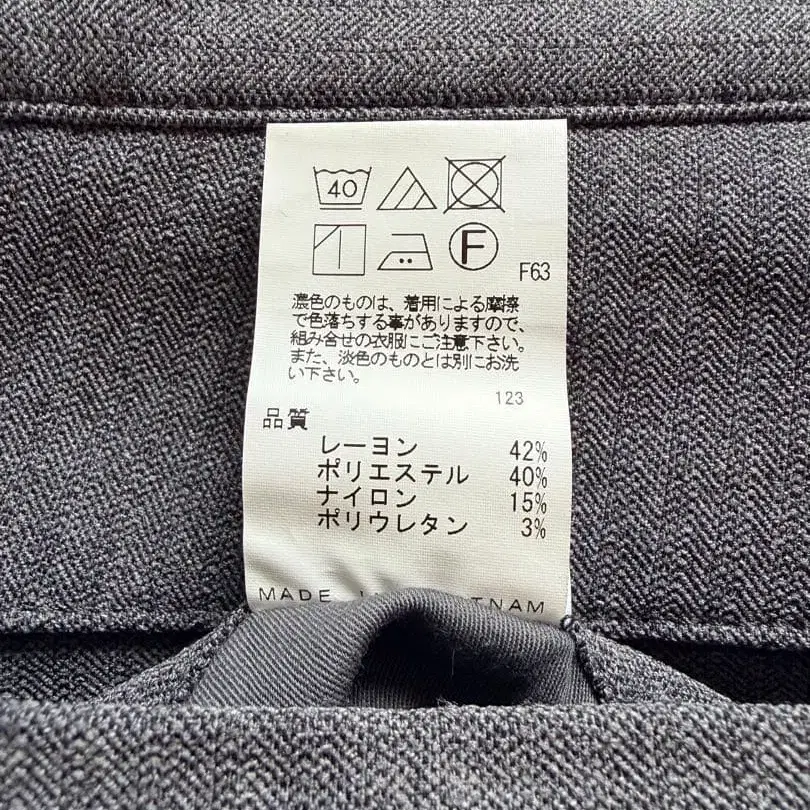 40
F
F63
濃色のものは、着用による摩擦
で色落ちする事がありますので、
組み合せの衣服にご注意下さい。
また、淡色のものとは別にお洗
い下さい。
123
品質
レーヨン 42%
ポリエステル 40%
ナイロン 15%
ポリウレタン 3%
MADE